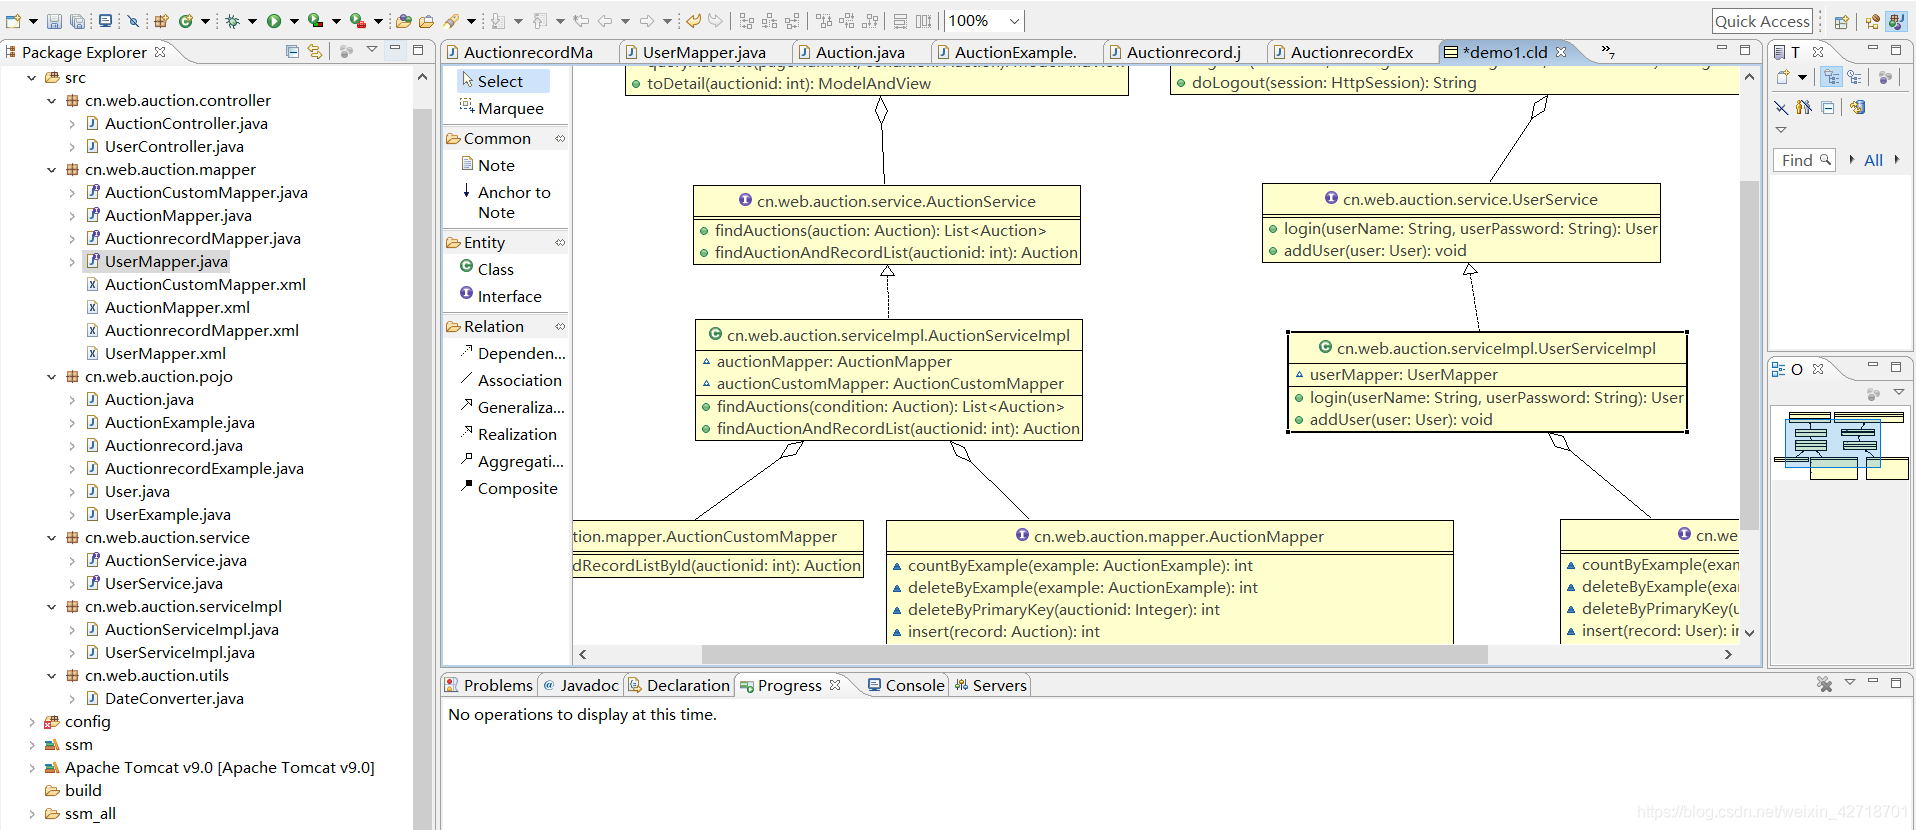 100%
Quick Access
Package Explorer
src
cn.web.auction.controller
AuctionController.java
UserController.java
cn.web.auction.mapper
AuctionCustomMapper.java
AuctionMapper.java
AuctionrecordMapper.java
UserMapper.java
AuctionCustomMapper.xml
AuctionMapper.xml
AuctionrecordMapper.xml
UserMapper.xml
cn.web.auction.pojo
Auction.java
AuctionExample.java
Auctionrecord.java
AuctionrecordExample.java
User.java
UserExample.java
cn.web.auction.service
AuctionService.java
UserService.java
cn.web.auction.serviceImpl
AuctionServiceImpl.java
UserServiceImpl.java
cn.web.auction.utils
DateConverter.java
config
ssm
Apache Tomcat v9.0 [Apache Tomcat v9.0]
build
ssm_all
AuctionrecordMa UserMapper.java Auction.java AuctionExample. Auctionrecord.j AuctionrecordEx *demo1.cld »7
Select
Marquee
Common
Note
Anchor to
Note
Entity
Class
Interface
Relation
Dependen...
Association
Generaliza...
Realization
Aggregati...
Composite
toDetail(auctionid: int): ModelAndView
doLogout(session: HttpSession): String
cn.web.auction.service.AuctionService
findAuctions(auction: Auction): List<Auction>
findAuctionAndRecordList(auctionid: int): Auction
cn.web.auction.service.UserService
login(userName: String, userPassword: String): User
addUser(user: User): void
cn.web.auction.serviceImpl.AuctionServiceImpl
auctionMapper: AuctionMapper
auctionCustomMapper: AuctionCustomMapper
findAuctions(condition: Auction): List<Auction>
findAuctionAndRecordList(auctionid: int): Auction
cn.web.auction.serviceImpl.UserServiceImpl
userMapper: UserMapper
login(userName: String, userPassword: String): User
addUser(user: User): void
tion.mapper.AuctionCustomMapper
dRecordListById(auctionid: int): Auction
cn.web.auction.mapper.AuctionMapper
countByExample(example: AuctionExample): int
deleteByExample(example: AuctionExample): int
deleteByPrimaryKey(auctionid: Integer): int
insert(record: Auction): int
cn.we
countByExample(exam
deleteByExample(exa
deleteByPrimaryKey(u
insert(record: User): i
T
Find All
O
Problems @ Javadoc Declaration Progress Console Servers
No operations to display at this time.
https://blog.csdn.net/weixin_42718701